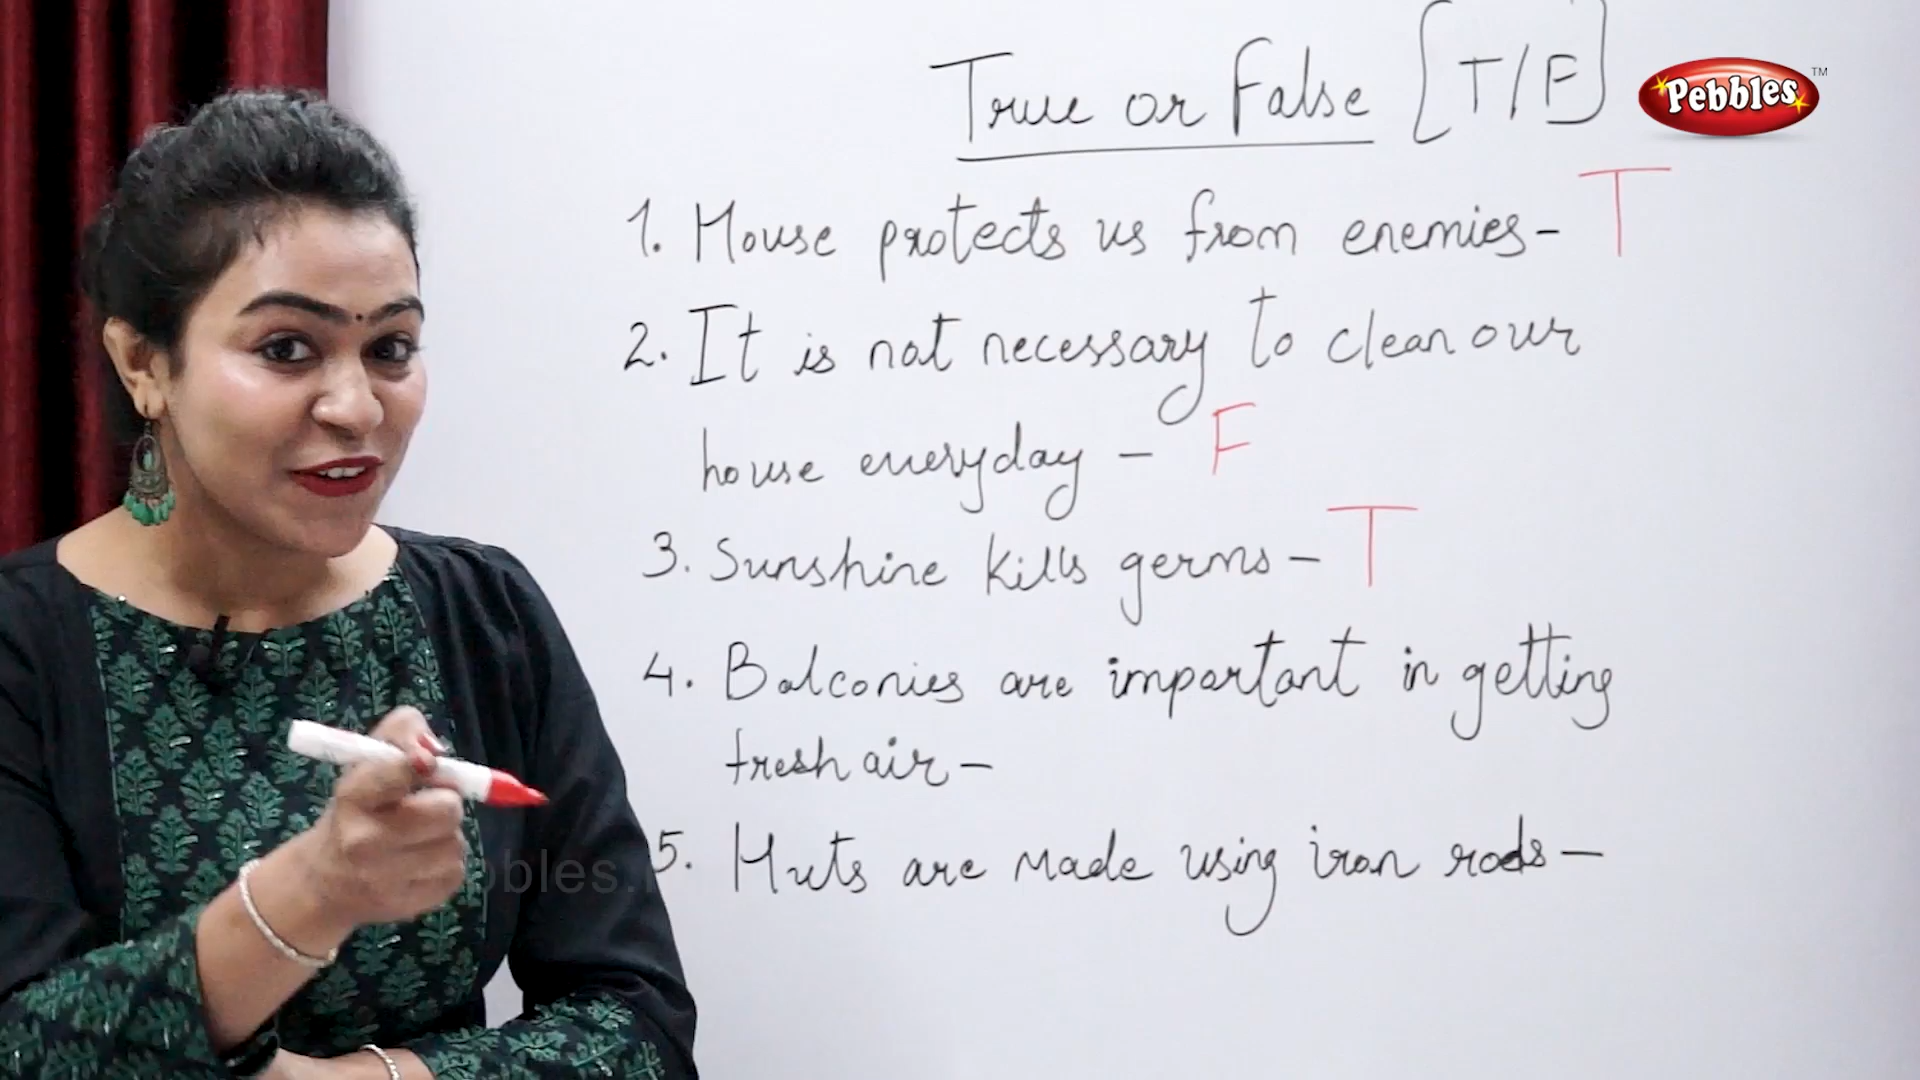 True or False [T/F]
Pebbles TM
1. House protects us from enemies - T
2. It is not necessary to clean our
house everyday - F
3. Sunshine kills germs - T
4. Balconies are important in getting
fresh air -
5. Huts are made using iron rods -